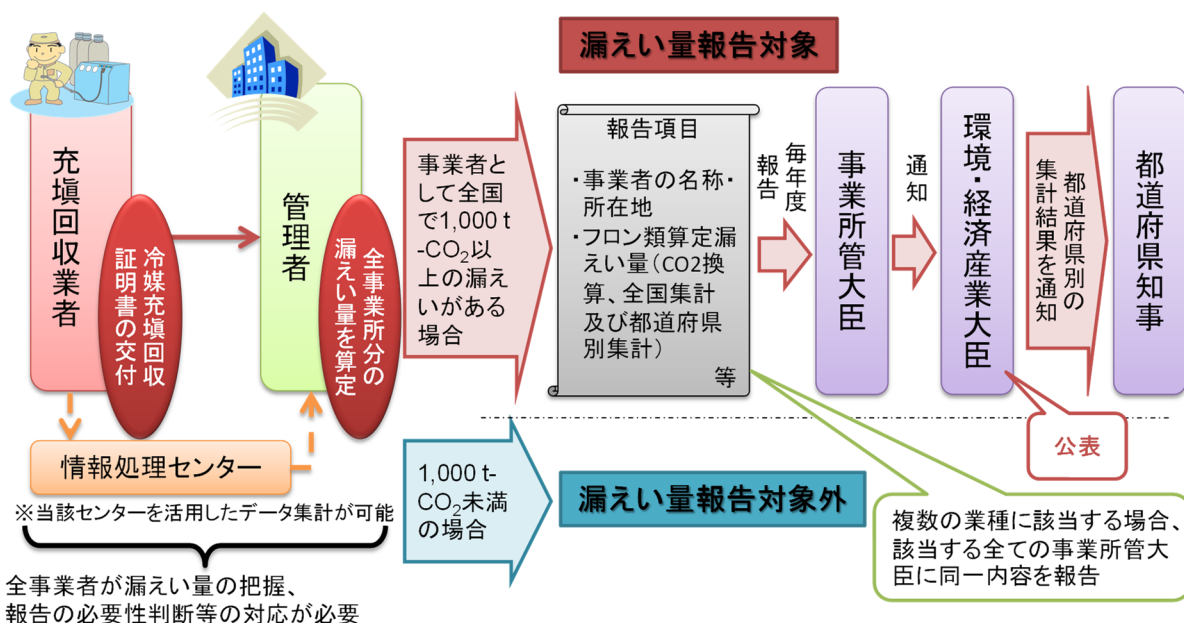 漏えい量報告対象
充填回収業者
冷媒充填回収
証明書の交付
管理者
全事業所分の
漏えい量を算定
情報処理センター
※当該センターを活用したデータ集計が可能
全事業者が漏えい量の把握、
報告の必要性判断等の対応が必要
事業者と
して全国
で1,000 t
-CO2以
上の漏え
いがある
場合
報告項目
・事業者の名称・
所在地
・フロン類算定漏
えい量（CO2換
算、全国集計
及び都道府県
別集計）
等
毎年度
報告
事業所管大臣
通知
環境・経済産業大臣
都道府県別の
集計結果を通知
都道府県知事
公表
1,000 t-
CO2未満
の場合
漏えい量報告対象外
複数の業種に該当する場合、
該当する全ての事業所管大
臣に同一内容を報告